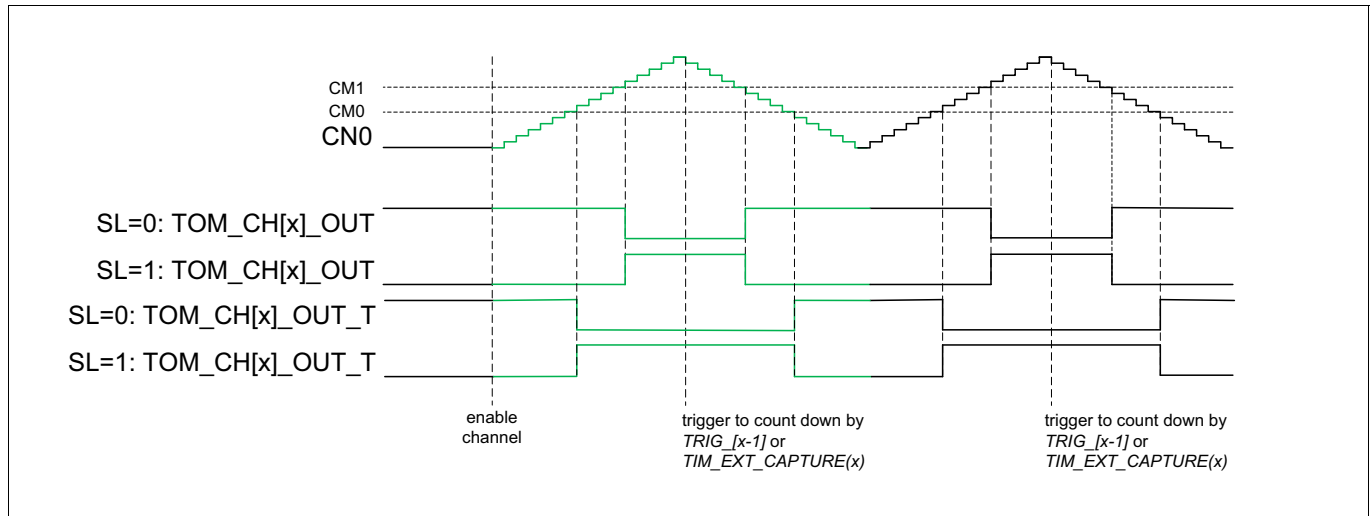 CM1
CM0
CN0
SL=0: TOM_CH[x]_OUT
SL=1: TOM_CH[x]_OUT
SL=0: TOM_CH[x]_OUT_T
SL=1: TOM_CH[x]_OUT_T
enable
channel
trigger to count down by
TRIG_[x-1] or
TIM_EXT_CAPTURE(x)
trigger to count down by
TRIG_[x-1] or
TIM_EXT_CAPTURE(x)